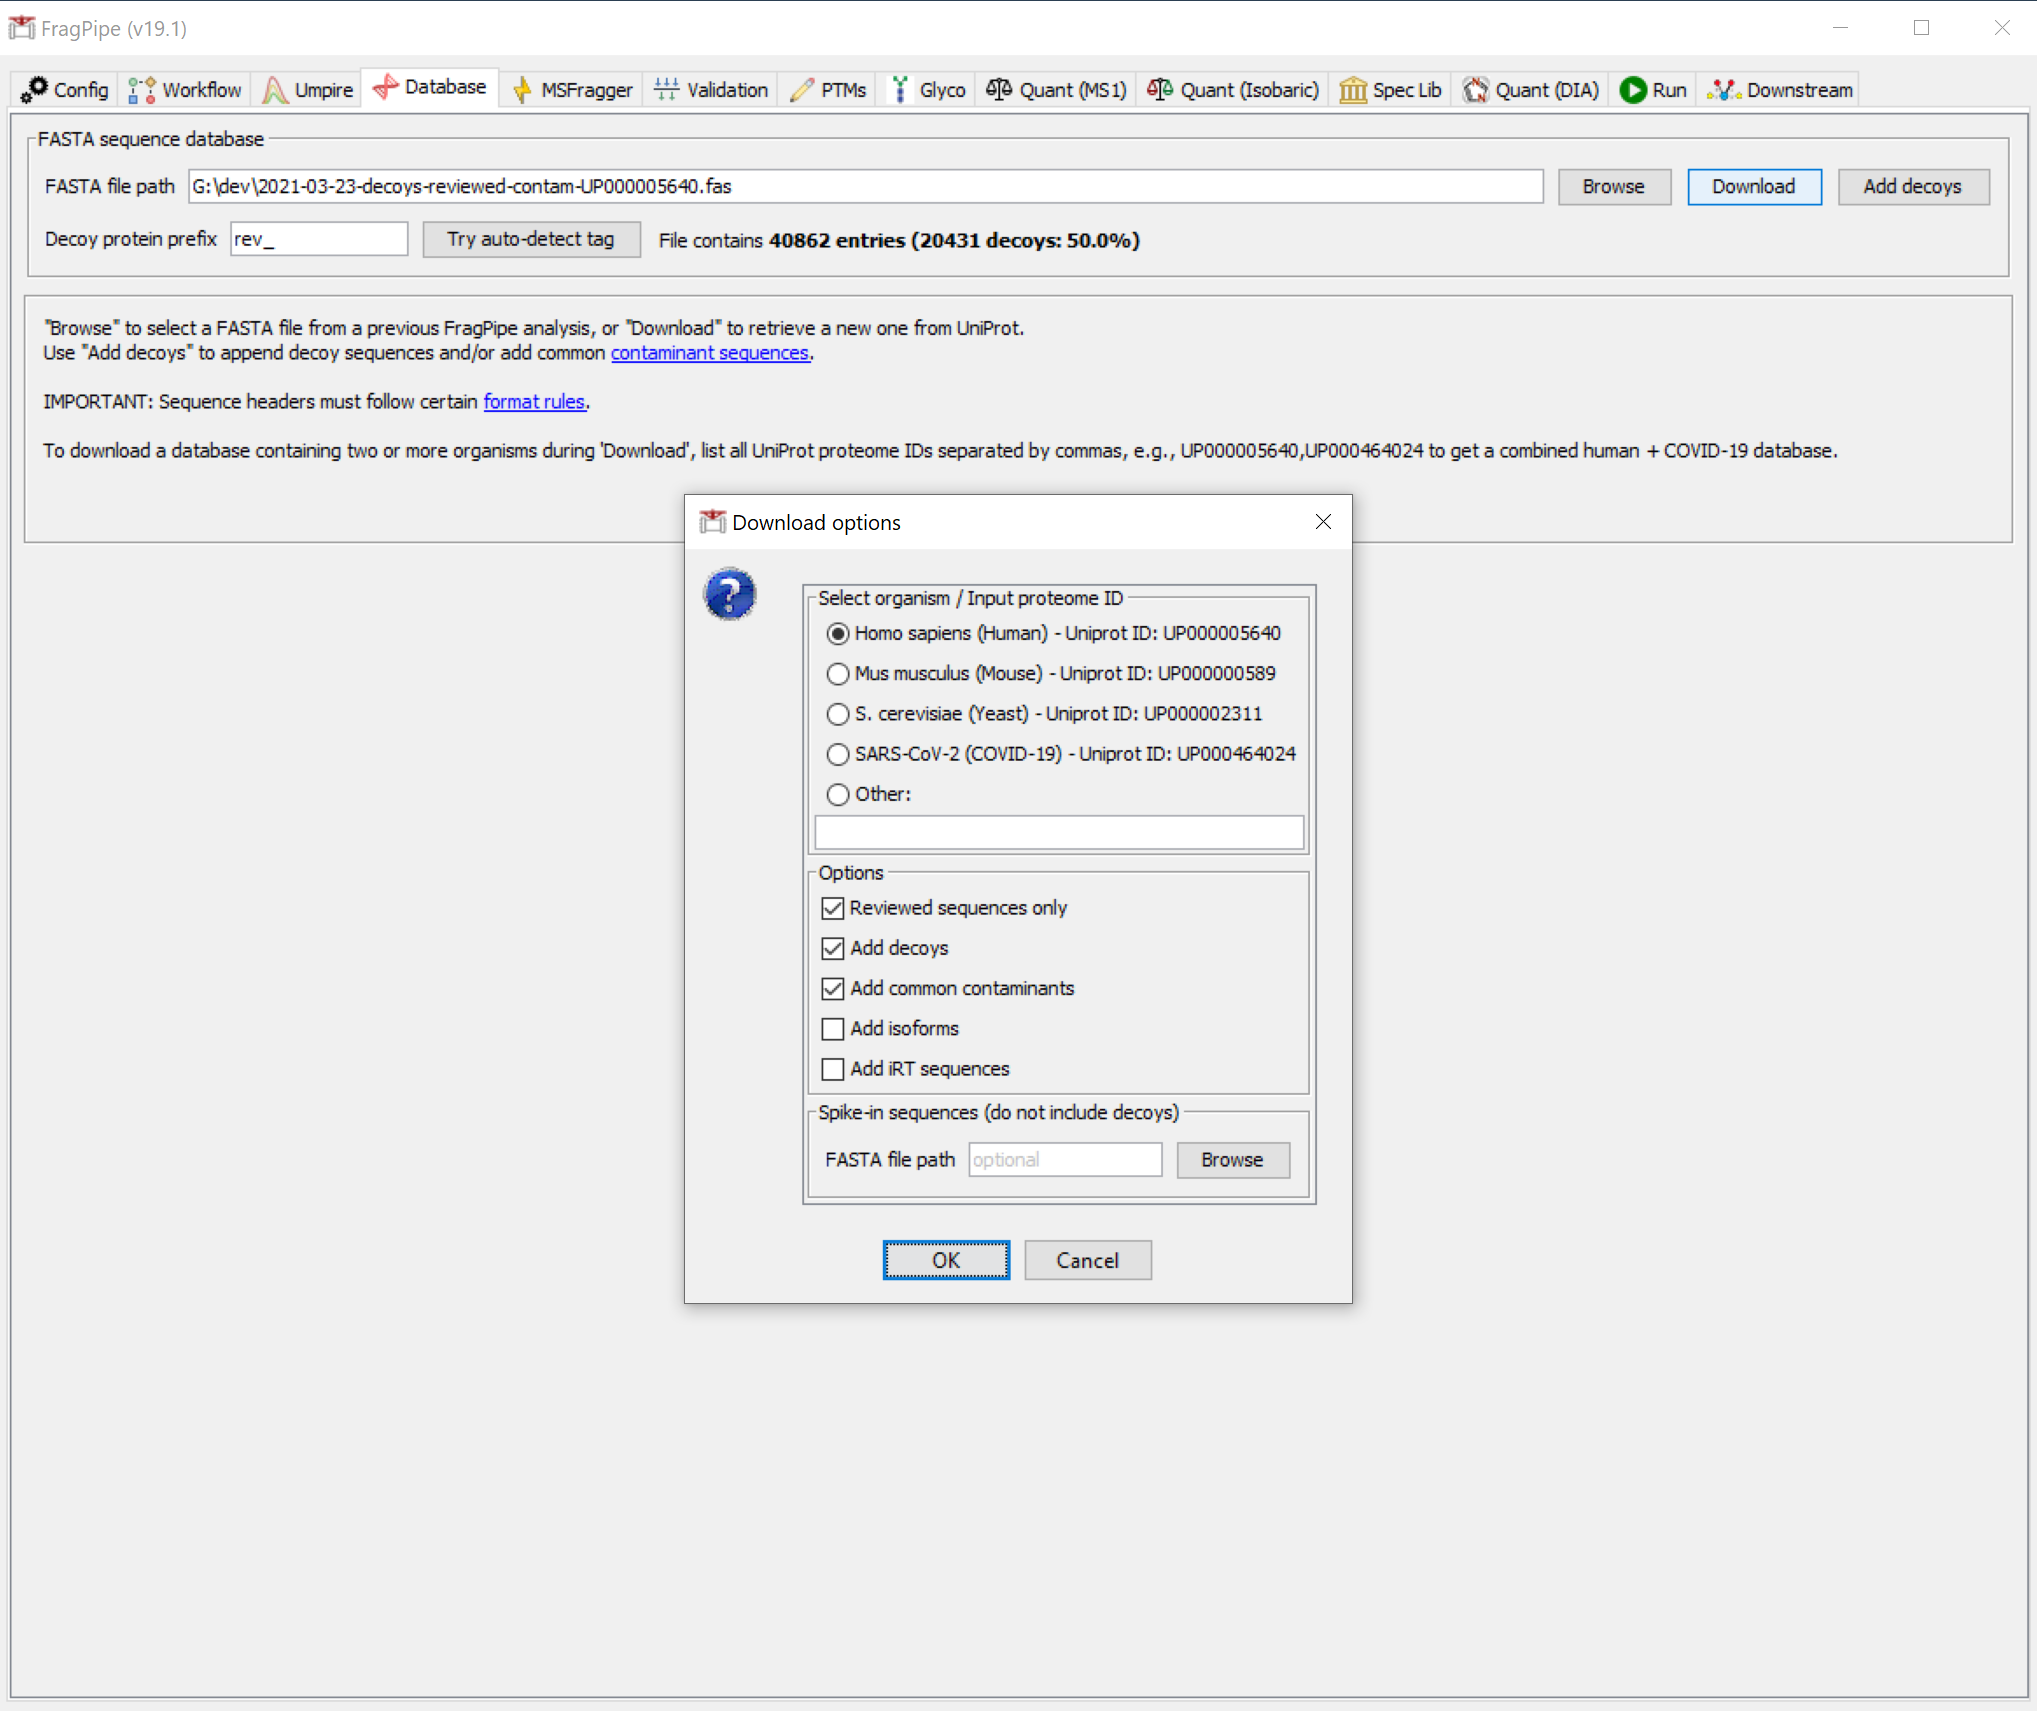 FragPipe (v19.1)
Config Workflow Umpire Database MSFragger Validation PTMs Glyco Quant (MS1) Quant (Isobaric) Spec Lib Quant (DIA) Run Downstream
FASTA sequence database
FASTA file path G:\dev\2021-03-23-decoys-reviewed-contam-UP000005640.fas Browse Download Add decoys
Decoy protein prefix rev_ Try auto-detect tag File contains 40862 entries (20431 decoys: 50.0%)
"Browse" to select a FASTA file from a previous FragPipe analysis, or "Download" to retrieve a new one from UniProt.
Use "Add decoys" to append decoy sequences and/or add common contaminant sequences.
IMPORTANT: Sequence headers must follow certain format rules.
To download a database containing two or more organisms during 'Download', list all UniProt proteome IDs separated by commas, e.g., UP000005640,UP000464024 to get a combined human + COVID-19 database.
Download options
Select organism / Input proteome ID
Homo sapiens (Human) - Uniprot ID: UP000005640
Mus musculus (Mouse) - Uniprot ID: UP000000589
S. cerevisiae (Yeast) - Uniprot ID: UP000002311
SARS-CoV-2 (COVID-19) - Uniprot ID: UP000464024
Other:
Options
Reviewed sequences only
Add decoys
Add common contaminants
Add isoforms
Add iRT sequences
Spike-in sequences (do not include decoys)
FASTA file path optional Browse
OK Cancel